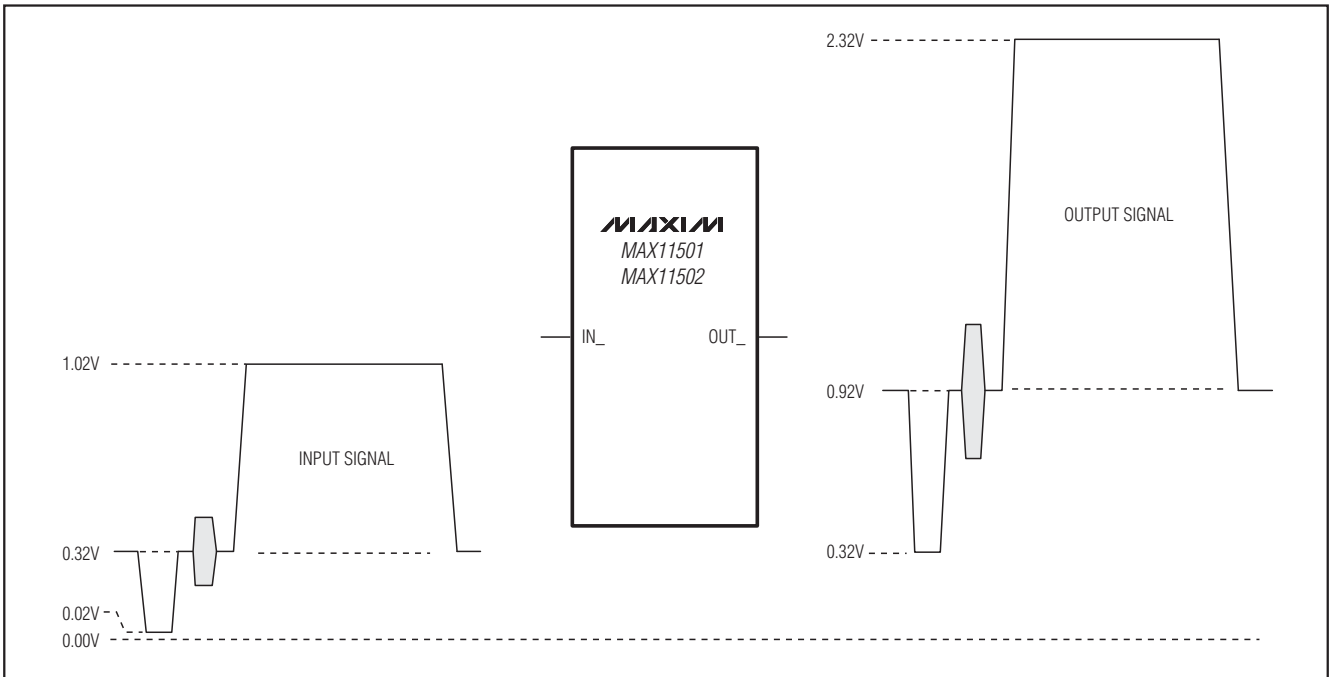 2.32V
MAXIM
MAX11501
MAX11502
OUTPUT SIGNAL
IN_
OUT_
1.02V
0.92V
INPUT SIGNAL
0.32V
0.32V
0.02V
0.00V